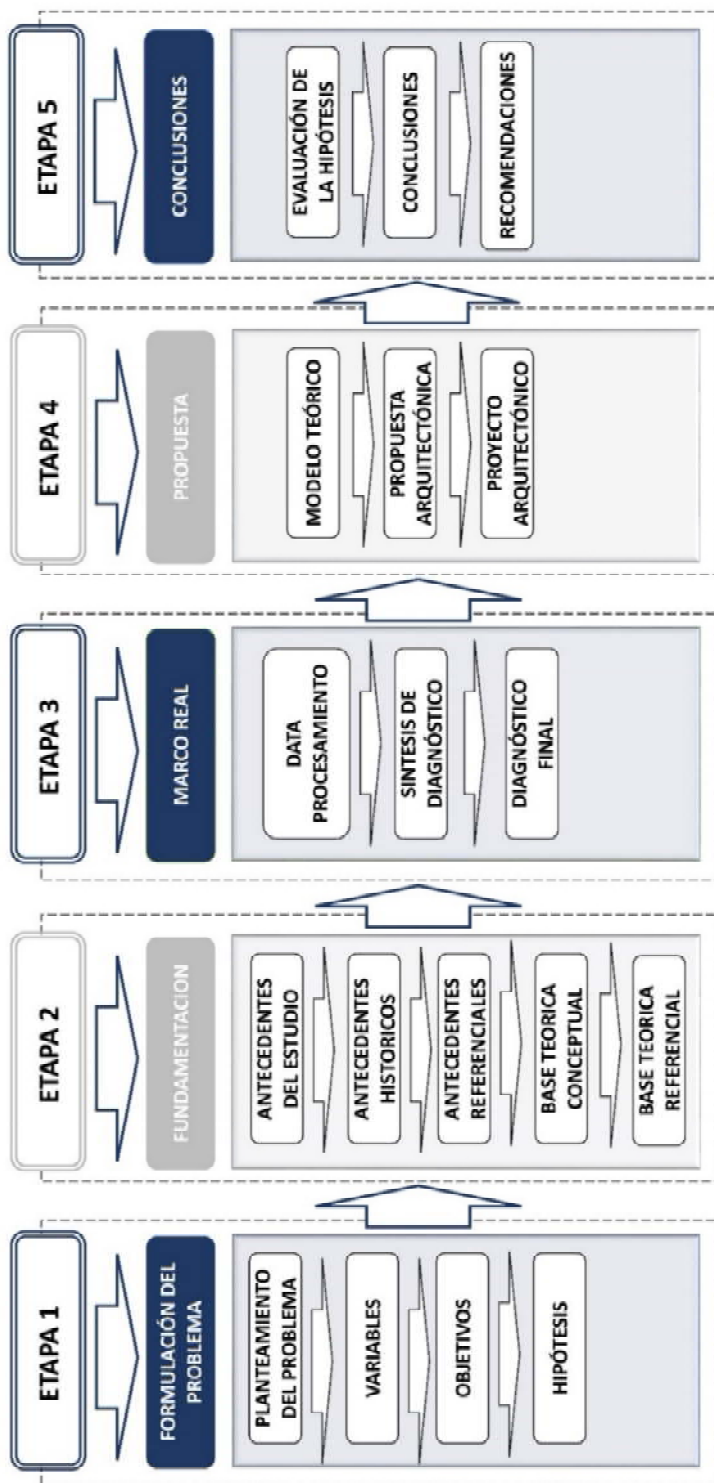 ETAPA 1
FORMULACIÓN DEL
PROBLEMA
PLANTEAMIENTO
DEL PROBLEMA
VARIABLES
OBJETIVOS
HIPÓTESIS
ETAPA 2
FUNDAMENTACION
ANTECEDENTES
DEL ESTUDIO
ANTECEDENTES
HISTORICOS
ANTECEDENTES
REFERENCIALES
BASE TEORICA
CONCEPTUAL
BASE TEORICA
REFERENCIAL
ETAPA 3
MARCO REAL
DATA
PROCESAMIENTO
SINTESIS DE
DIAGNÓSTICO
DIAGNÓSTICO
FINAL
ETAPA 4
PROPUESTA
MODELO TEÓRICO
PROPUESTA
ARQUITECTÓNICA
PROYECTO
ARQUITECTÓNICO
ETAPA 5
CONCLUSIONES
EVALUACIÓN DE
LA HIPÓTESIS
CONCLUSIONES
RECOMENDACIONES